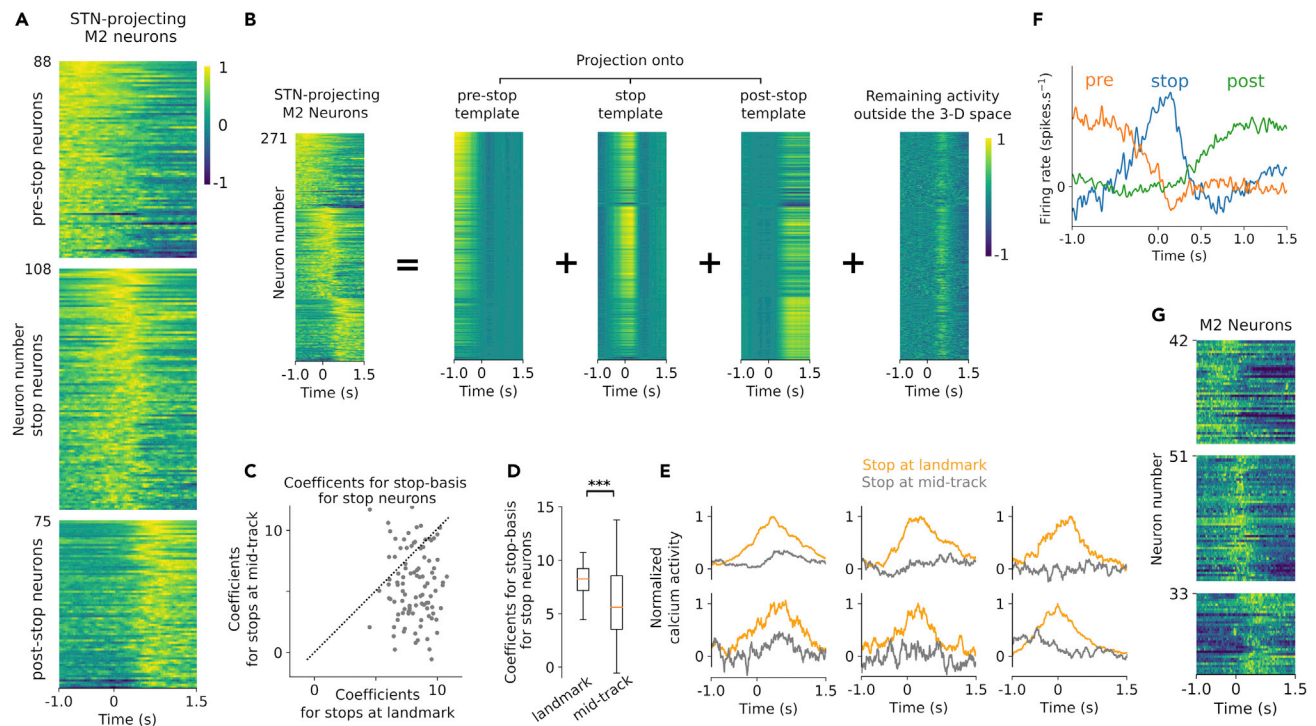 A
STN-projecting
M2 neurons
88
pre-stop neurons
1
0
-1
108
Neuron number
stop neurons
75
post-stop neurons
-1.0
0
1.5
Time (s)
B
Projection onto
STN-projecting
M2 Neurons
pre-stop
template
stop
template
post-stop
template
Remaining activity
outside the 3-D space
271
Neuron number
=
+
+
+
1
-1
-1.0 0 1.5
Time (s)
-1.0 0 1.5
Time (s)
-1.0 0 1.5
Time (s)
-1.0 0 1.5
Time (s)
-1.0 0 1.5
Time (s)
C
Coefficents for stop-basis
for stop neurons
Coefficients
for stops at mid-track
10
0
0
10
Coefficients
for stops at landmark
D
***
Coefficents for stop-basis
for stop neurons
15
10
5
0
landmark
mid-track
E
Stop at landmark
Stop at mid-track
Normalized
calcium activity
1
0
1
0
1
0
1
0
1
0
1
0
-1.0 0 1.5
Time (s)
-1.0 0 1.5
Time (s)
-1.0 0 1.5
Time (s)
F
pre
stop
post
Firing rate (spikes.s⁻¹)
0
-1.0 0.0 0.5 1.0 1.5
Time (s)
G
M2 Neurons
42
51
Neuron number
33
-1.0 0 1.5
Time (s)